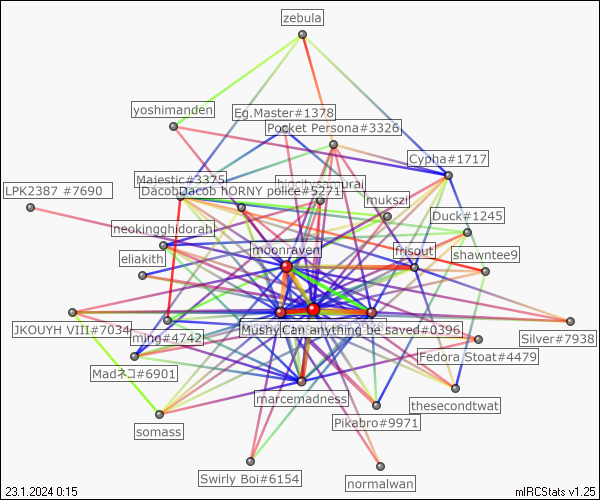 zebula
yoshimanden
Eg.Master#1378
Pocket Persona#3326
Cypha#1717
Majestic#3375
LPK2387 #7690
DacobDacob hORNY police#5271
mukszi
Duck#1245
neokingghidorah
moonraven
frisout
shawntee9
eliakith
JKOUYH VIII#7034
Mushy
Can anything be saved#0396
Silver#7938
ming#4742
Fedora Stoat#4479
Madネコ#6901
marcemadness
thesecondtwat
Pikabro#9971
somass
Swirly Boi#6154
normalwan
23.1.2024 0:15
mIRCStats v1.25